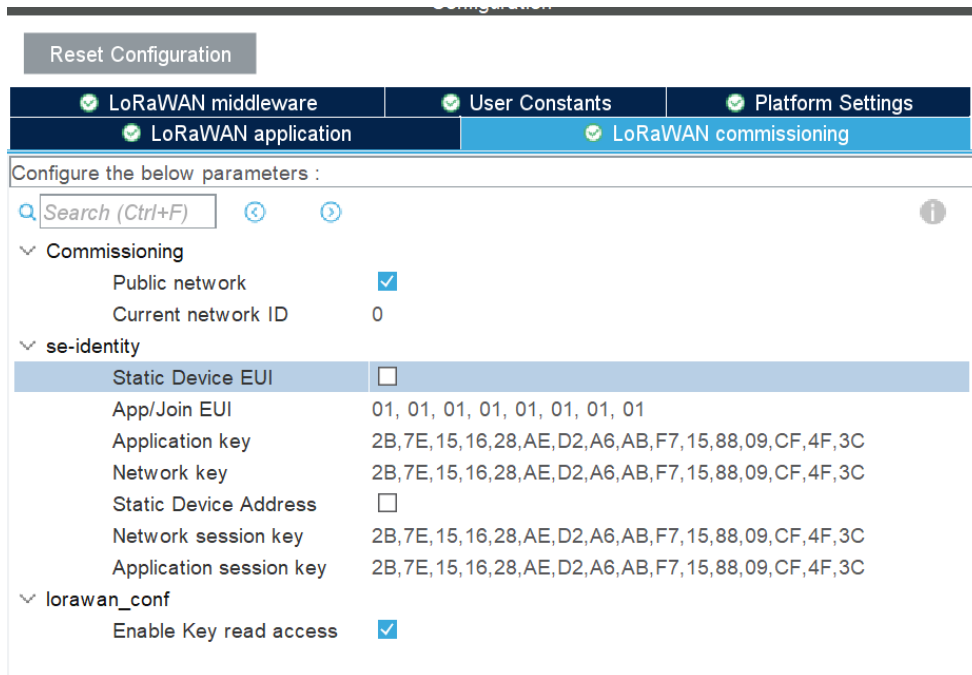 Configuration
Reset Configuration
LoRaWAN middleware User Constants Platform Settings
LoRaWAN application LoRaWAN commissioning
Configure the below parameters :
Search (Ctrl+F)
Commissioning
Public network
Current network ID 0
se-identity
Static Device EUI
App/Join EUI 01, 01, 01, 01, 01, 01, 01, 01
Application key 2B,7E,15,16,28,AE,D2,A6,AB,F7,15,88,09,CF,4F,3C
Network key 2B,7E,15,16,28,AE,D2,A6,AB,F7,15,88,09,CF,4F,3C
Static Device Address
Network session key 2B,7E,15,16,28,AE,D2,A6,AB,F7,15,88,09,CF,4F,3C
Application session key 2B,7E,15,16,28,AE,D2,A6,AB,F7,15,88,09,CF,4F,3C
lorawan_conf
Enable Key read access